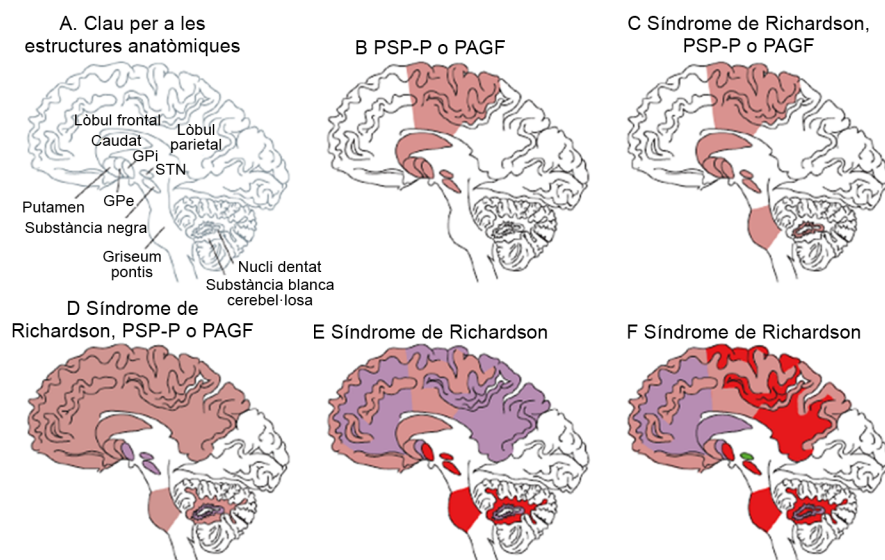 A. Clau per a les
estructures anatòmiques
Lòbul frontal
Caudat
Lòbul
parietal
GPi
STN
Putamen
GPe
Substància negra
Griseum
pontis
Nucli dentat
Substància blanca
cerebel·losa
B PSP-P o PAGF
C Síndrome de Richardson,
PSP-P o PAGF
D Síndrome de
Richardson, PSP-P o PAGF
E Síndrome de Richardson
F Síndrome de Richardson